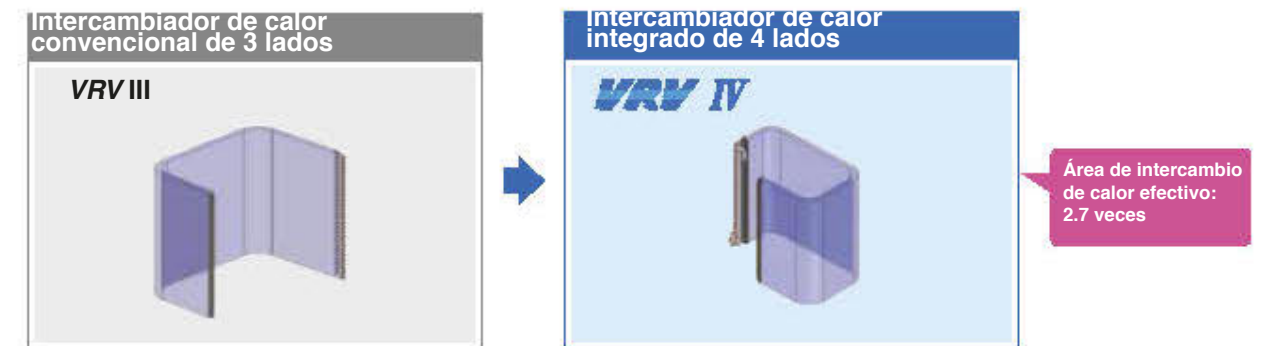 Intercambiador de calor
convencional de 3 lados
VRV III
Intercambiador de calor
integrado de 4 lados
VRV IV
Área de intercambio
de calor efectivo:
2.7 veces